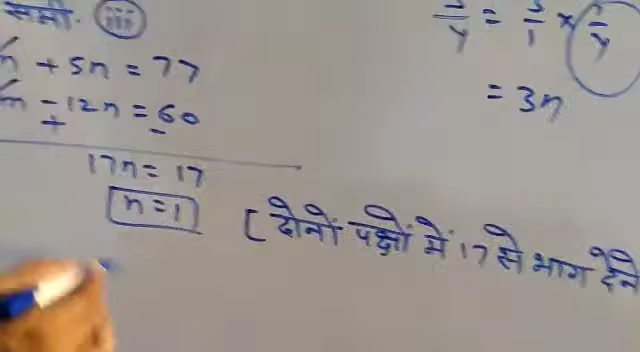 समी. (iii)
+ 5n = 77
m - 12n = 60
+ -
17n = 17
n = 1
[दोनों पक्षों में 17 से भाग देने
= 3n